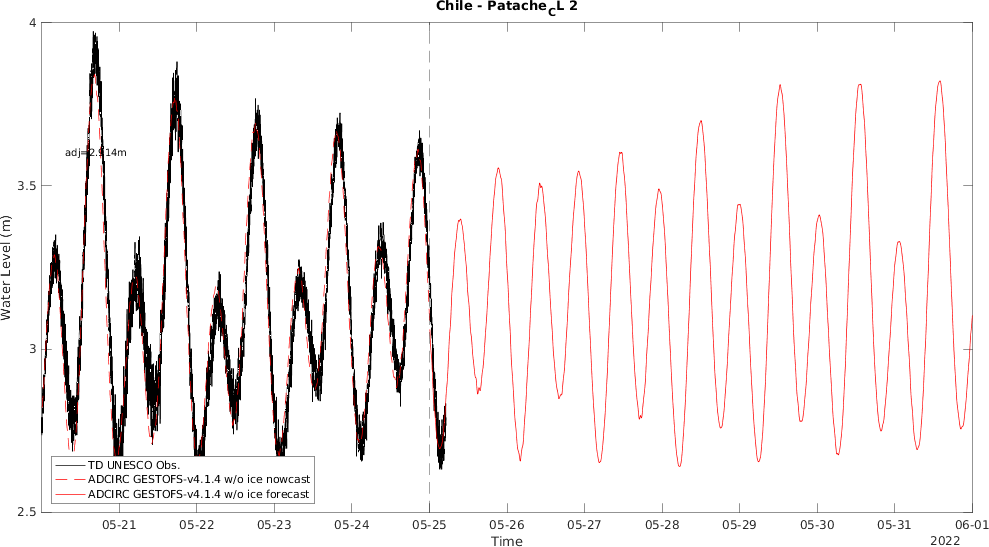 Chile - Patache_CL 2
4
3.5
3
2.5
Water Level (m)
adj=2.914m
TD UNESCO Obs.
ADCIRC GESTOFS-v4.1.4 w/o ice nowcast
ADCIRC GESTOFS-v4.1.4 w/o ice forecast
05-21 05-22 05-23 05-24 05-25 05-26 05-27 05-28 05-29 05-30 05-31 06-01
Time
2022